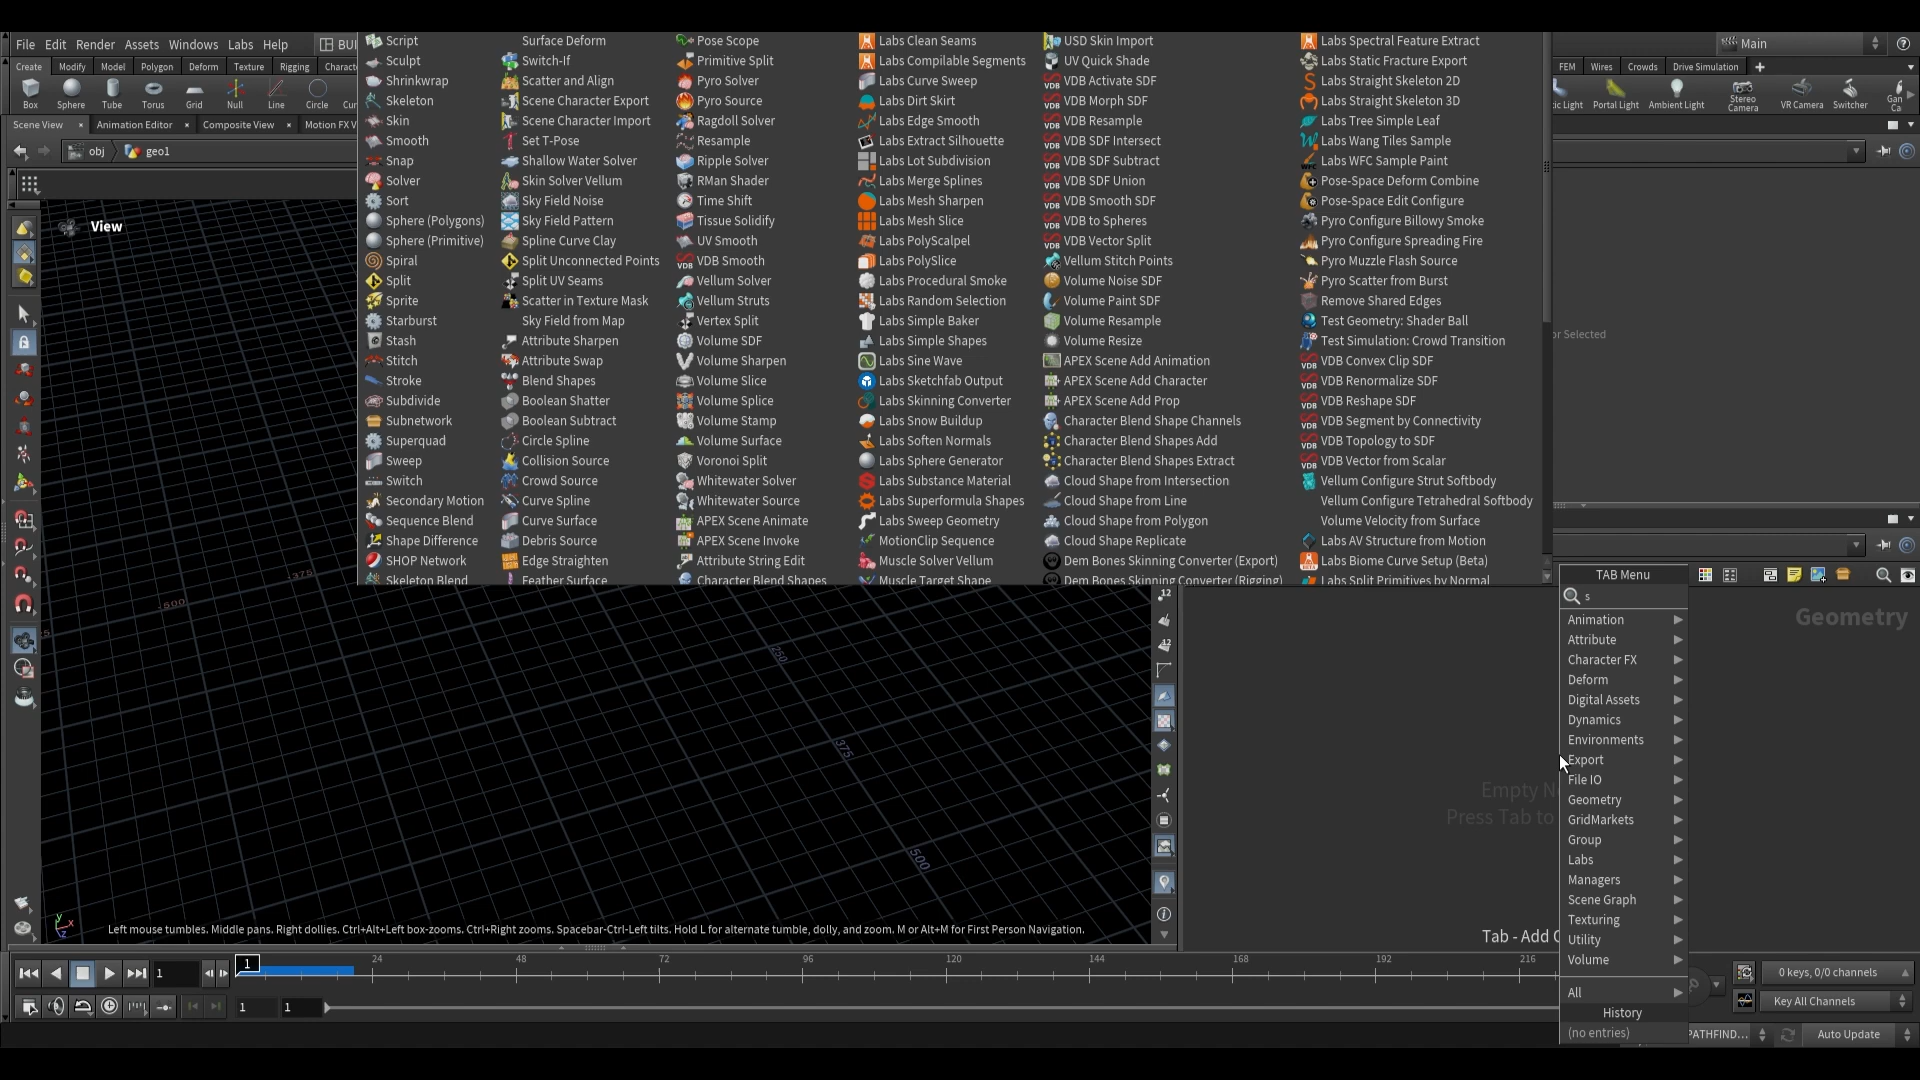 File Edit Render Assets Windows Labs Help BUI
Main
Create Modify Model Polygon Deform Texture Rigging Charact
FEM Wires Crowds Drive Simulation
Box Sphere Tube Torus Grid Null Line Circle Cur
ic Light Portal Light Ambient Light Stereo Camera VR Camera Switcher Gan Ca
Scene View Animation Editor Composite View Motion FX V
obj geo1
View
Script
Sculpt
Shrinkwrap
Skeleton
Skin
Smooth
Snap
Solver
Sort
Sphere (Polygons)
Sphere (Primitive)
Spiral
Split
Sprite
Starburst
Stash
Stitch
Stroke
Subdivide
Subnetwork
Superquad
Sweep
Switch
Secondary Motion
Sequence Blend
Shape Difference
SHOP Network
Skeleton Blend
Surface Deform
Switch-If
Scatter and Align
Scene Character Export
Scene Character Import
Set T-Pose
Shallow Water Solver
Skin Solver Vellum
Sky Field Noise
Sky Field Pattern
Spline Curve Clay
Split Unconnected Points
Split UV Seams
Scatter in Texture Mask
Sky Field from Map
Attribute Sharpen
Attribute Swap
Blend Shapes
Boolean Shatter
Boolean Subtract
Circle Spline
Collision Source
Crowd Source
Curve Spline
Curve Surface
Debris Source
Edge Straighten
Feather Surface
Pose Scope
Primitive Split
Pyro Solver
Pyro Source
Ragdoll Solver
Resample
Ripple Solver
RMan Shader
Time Shift
Tissue Solidify
UV Smooth
VDB Smooth
Vellum Solver
Vellum Struts
Vertex Split
Volume SDF
Volume Sharpen
Volume Slice
Volume Splice
Volume Stamp
Volume Surface
Voronoi Split
Whitewater Solver
Whitewater Source
APEX Scene Animate
APEX Scene Invoke
Attribute String Edit
Character Blend Shapes
Labs Clean Seams
Labs Compilable Segments
Labs Curve Sweep
Labs Dirt Skirt
Labs Edge Smooth
Labs Extract Silhouette
Labs Lot Subdivision
Labs Merge Splines
Labs Mesh Sharpen
Labs Mesh Slice
Labs PolyScalpel
Labs PolySlice
Labs Procedural Smoke
Labs Random Selection
Labs Simple Baker
Labs Simple Shapes
Labs Sine Wave
Labs Sketchfab Output
Labs Skinning Converter
Labs Snow Buildup
Labs Soften Normals
Labs Sphere Generator
Labs Substance Material
Labs Superformula Shapes
Labs Sweep Geometry
MotionClip Sequence
Muscle Solver Vellum
Muscle Target Shape
USD Skin Import
UV Quick Shade
VDB Activate SDF
VDB Morph SDF
VDB Resample
VDB SDF Intersect
VDB SDF Subtract
VDB SDF Union
VDB Smooth SDF
VDB to Spheres
VDB Vector Split
Vellum Stitch Points
Volume Noise SDF
Volume Paint SDF
Volume Resample
Volume Resize
APEX Scene Add Animation
APEX Scene Add Character
APEX Scene Add Prop
Character Blend Shape Channels
Character Blend Shapes Add
Character Blend Shapes Extract
Cloud Shape from Intersection
Cloud Shape from Line
Cloud Shape from Polygon
Cloud Shape Replicate
Dem Bones Skinning Converter (Export)
Dem Bones Skinning Converter (Rigging)
Labs Spectral Feature Extract
Labs Static Fracture Export
Labs Straight Skeleton 2D
Labs Straight Skeleton 3D
Labs Tree Simple Leaf
Labs Wang Tiles Sample
Labs WFC Sample Paint
Pose-Space Deform Combine
Pose-Space Edit Configure
Pyro Configure Billowy Smoke
Pyro Configure Spreading Fire
Pyro Muzzle Flash Source
Pyro Scatter from Burst
Remove Shared Edges
Test Geometry: Shader Ball
Test Simulation: Crowd Transition
VDB Convex Clip SDF
VDB Renormalize SDF
VDB Reshape SDF
VDB Segment by Connectivity
VDB Topology to SDF
VDB Vector from Scalar
Vellum Configure Strut Softbody
Vellum Configure Tetrahedral Softbody
Volume Velocity from Surface
Labs AV Structure from Motion
Labs Biome Curve Setup (Beta)
Labs Split Primitives by Normal
or Selected
TAB Menu
s
Animation
Attribute
Character FX
Deform
Digital Assets
Dynamics
Environments
Export
File IO
Geometry
GridMarkets
Group
Labs
Managers
Scene Graph
Texturing
Utility
Volume
All
History
(no entries)
Geometry
Empty N
Press Tab to
Tab - Add
-375
-500
250
375
500
12
12
Left mouse tumbles. Middle pans. Right dollies. Ctrl+Alt+Left box-zooms. Ctrl+Right zooms. Spacebar-Ctrl-Left tilts. Hold L for alternate tumble, dolly, and zoom. M or Alt+M for First Person Navigation.
1 1 24 48 72 96 120 144 168 192 216
0 keys, 0/0 channels
1 1
Key All Channels
PATHFIND... Auto Update